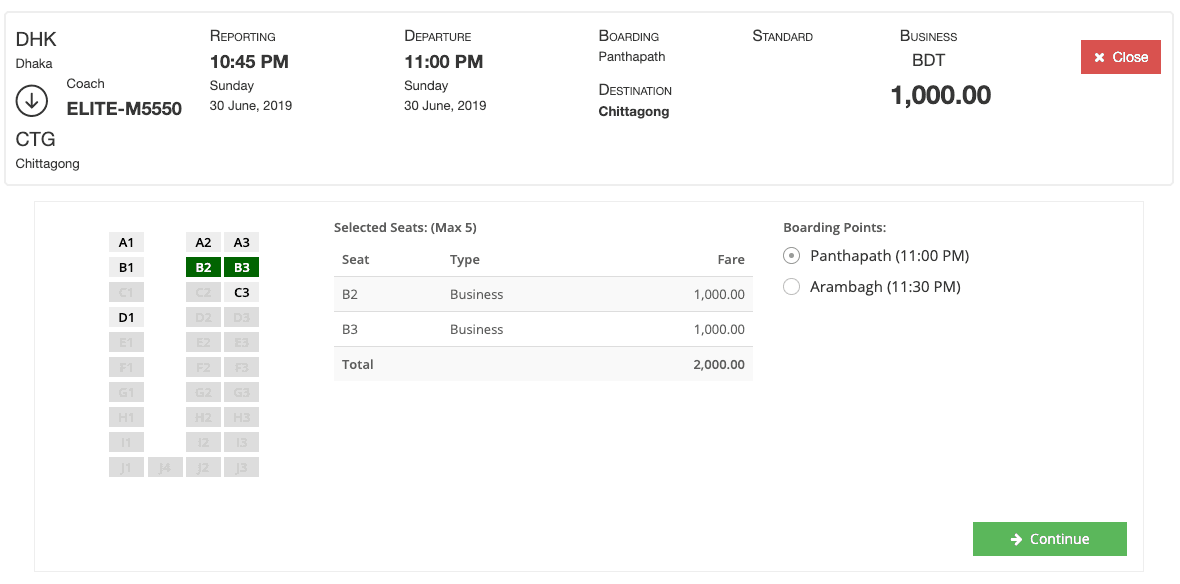 DHK
Dhaka
Coach
ELITE-M5550
CTG
Chittagong
Reporting
10:45 PM
Sunday
30 June, 2019
Departure
11:00 PM
Sunday
30 June, 2019
Boarding
Panthapath
Destination
Chittagong
Standard
Business
BDT
1,000.00
Close
A1 A2 A3
B1 B2 B3
C1 C2 C3
D1 D2 D3
E1 E2 E3
F1 F2 F3
G1 G2 G3
H1 H2 H3
I1 I2 I3
J1 J4 J2 J3
Selected Seats: (Max 5)
Seat Type Fare
B2 Business 1,000.00
B3 Business 1,000.00
Total 2,000.00
Boarding Points:
Panthapath (11:00 PM)
Arambagh (11:30 PM)
Continue